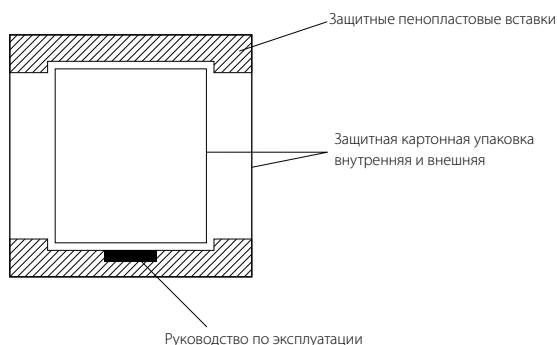 Защитные пенопластовые вставки
Защитная картонная упаковка
внутренняя и внешняя
Руководство по эксплуатации